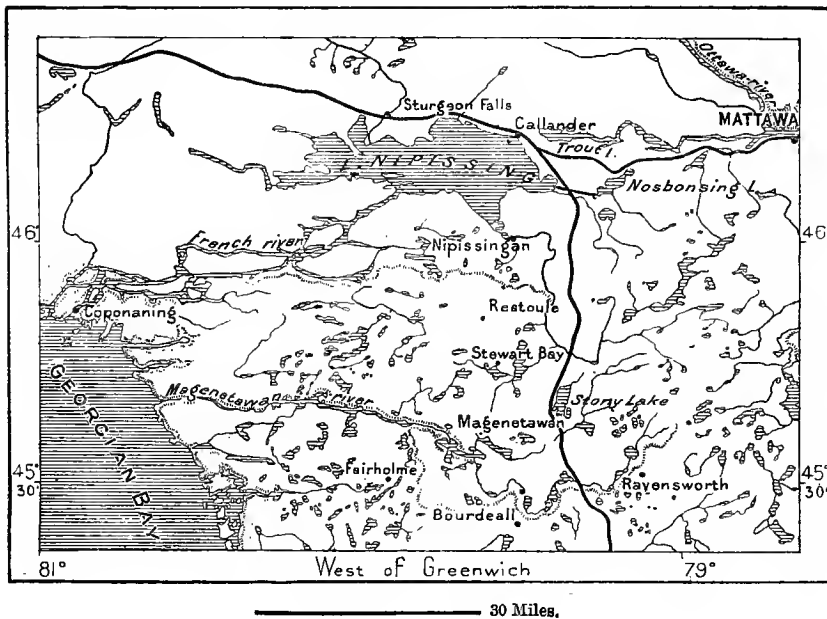 Ottawa river
Sturgeon Falls
MATTAWA
Callander
Trout l.
L. NIPISSING
Nosbonsing L.
46°
46°
French river
Nipissingan
Coponaning
Restoule
Stewart Bay
GEORGIAN BAY
Magenetawan river
Stony Lake
Magenetawan
Fairholme
45°
30'
45°
30'
Ravensworth
Bourdeall
81°
West of Greenwich
79°
30 Miles.